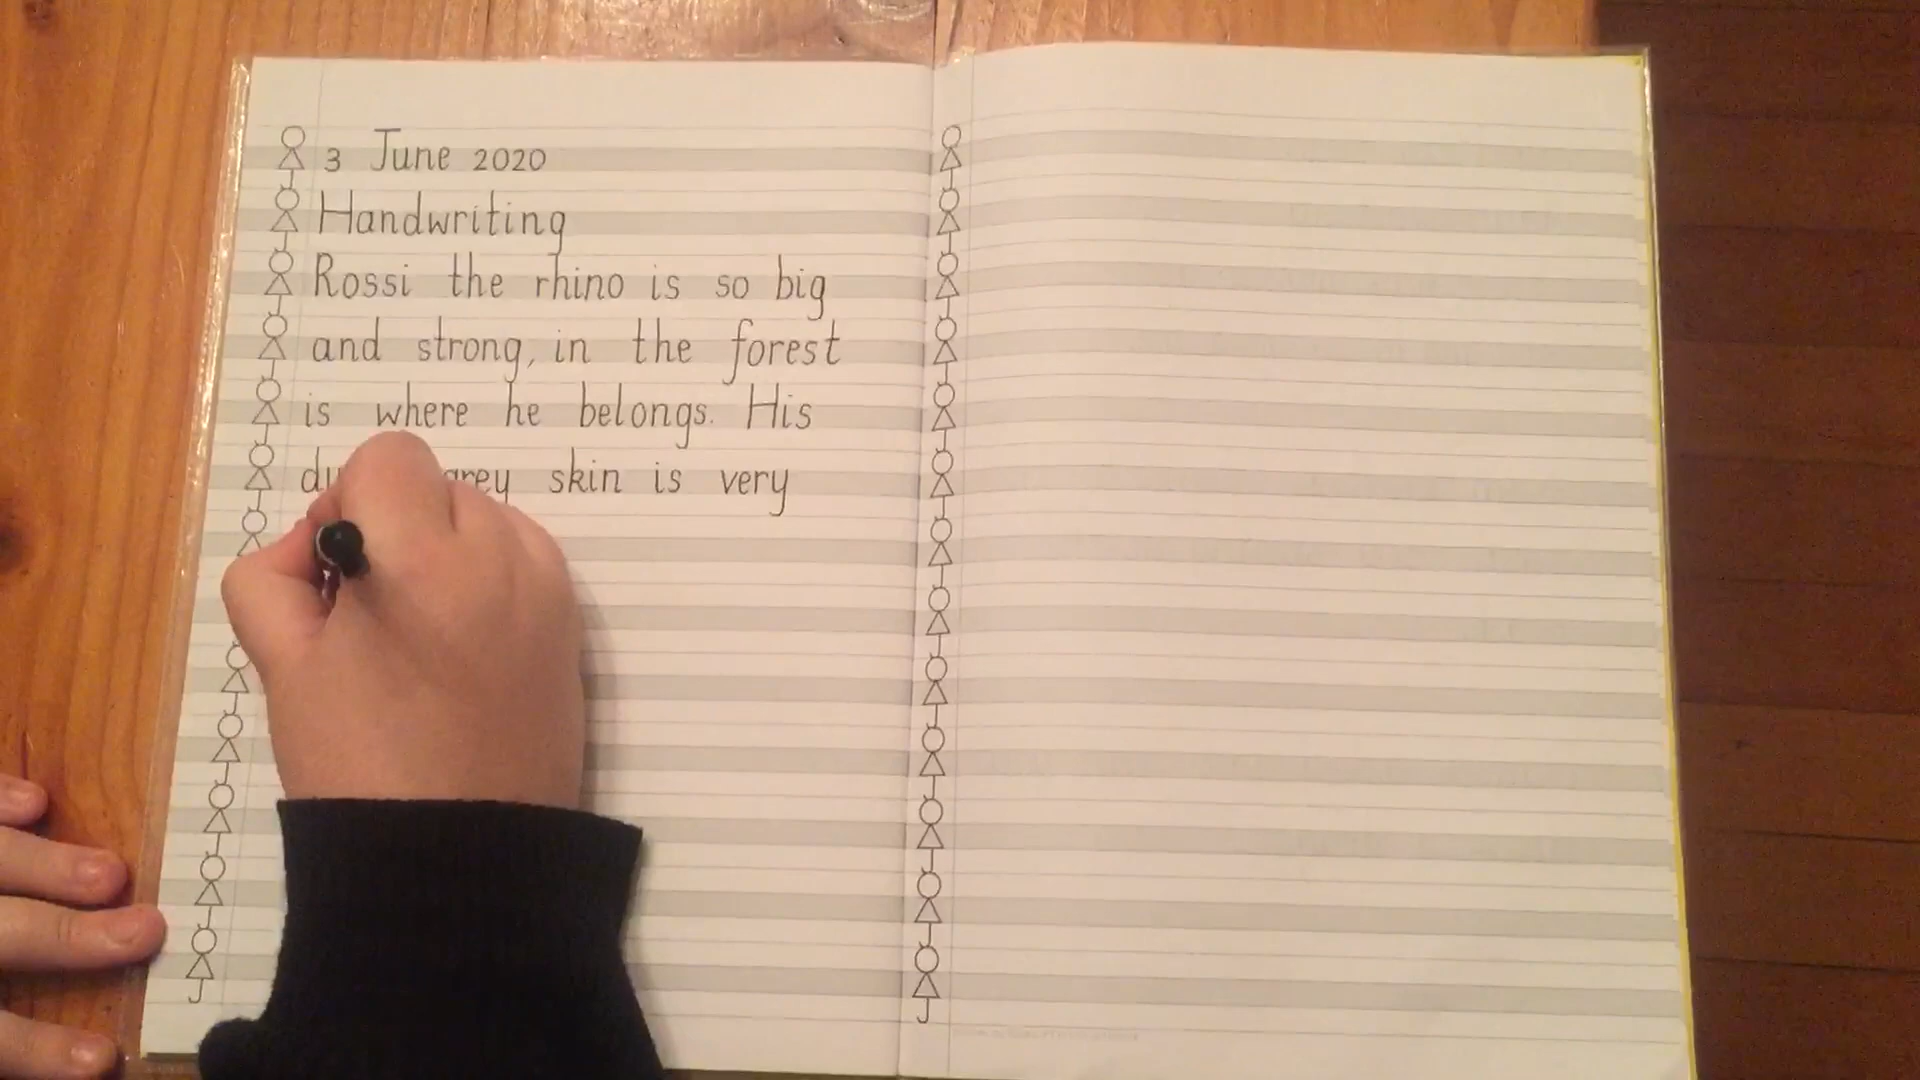 3 June 2020
Handwriting
Rossi the rhino is so big
and strong, in the forest
is where he belongs. His
grey skin is very